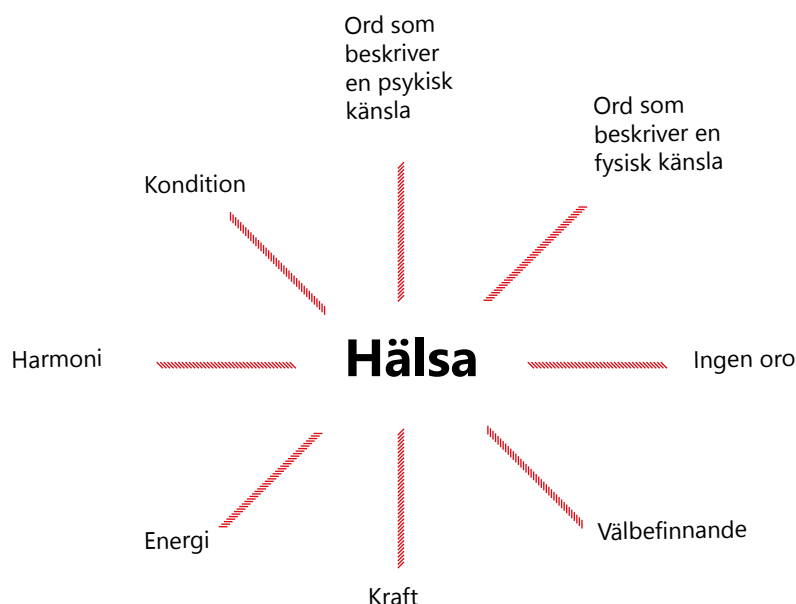 Ord som
beskriver
en psykisk
känsla
Ord som
beskriver en
fysisk känsla
Kondition
Hälsa
Harmoni
Ingen oro
Energi
Välbefinnande
Kraft